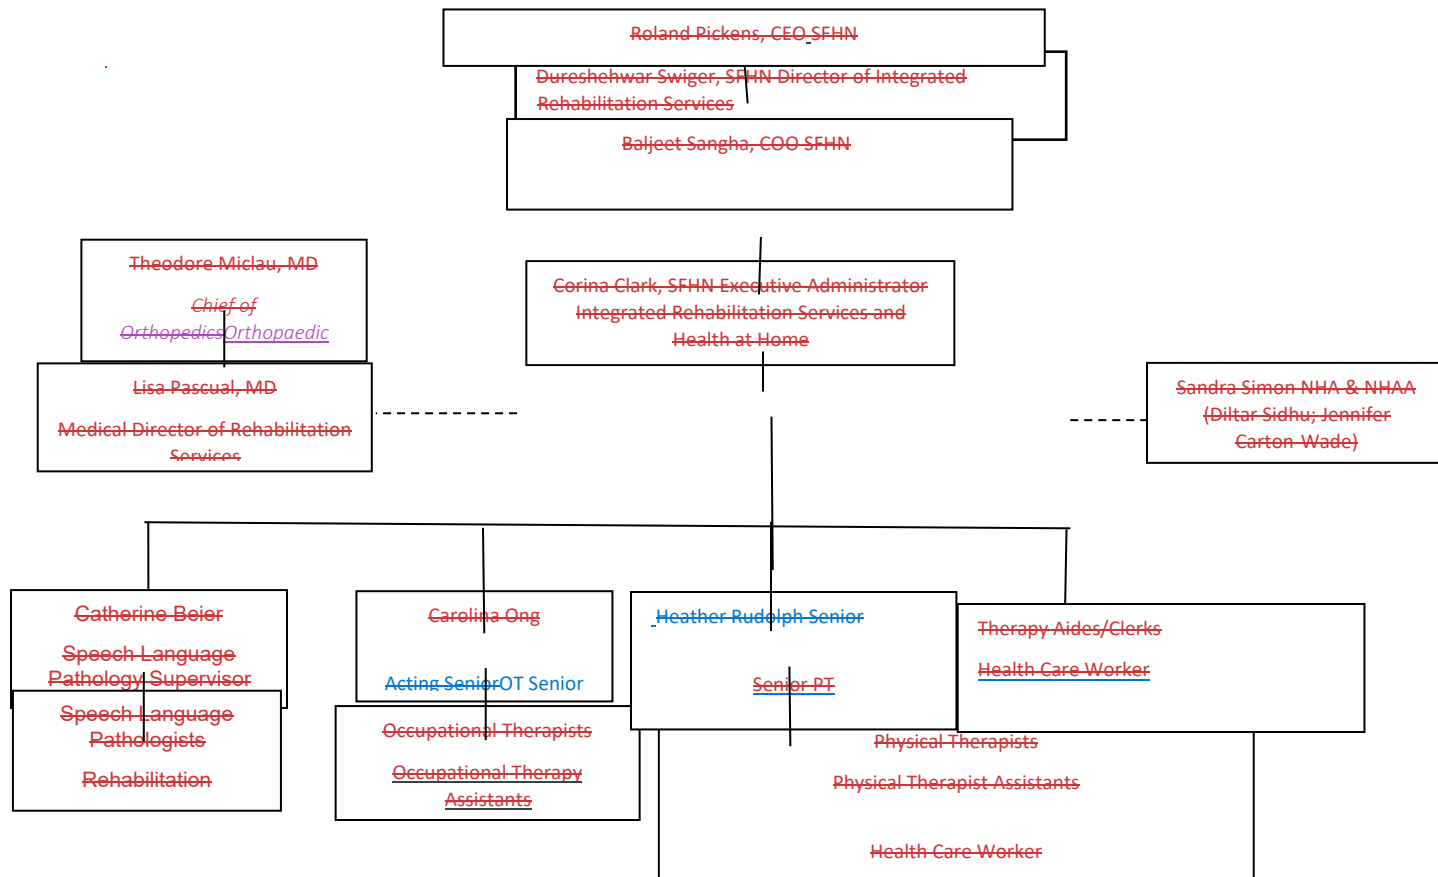 Roland Pickens, CEO SFHN
Dureshehwar Swiger, SFHN Director of Integrated
Rehabilitation Services
Baljeet Sangha, COO SFHN
Theodore Miclau, MD
Chief of
OrthopedicsOrthopaedic
Corina Clark, SFHN Executive Administrator
Integrated Rehabilitation Services and
Health at Home
Lisa Pascual, MD
Medical Director of Rehabilitation
Services
Sandra Simon NHA & NHAA
(Diltar Sidhu; Jennifer
Carton-Wade)
Catherine Beier
Speech Language
Pathology Supervisor
Speech Language
Pathologists
Rehabilitation
Carolina Ong
Acting SeniorOT Senior
Occupational Therapists
Occupational Therapy
Assistants
Heather Rudolph Senior
Senior PT
Therapy Aides/Clerks
Health Care Worker
Physical Therapists
Physical Therapist Assistants
Health Care Worker